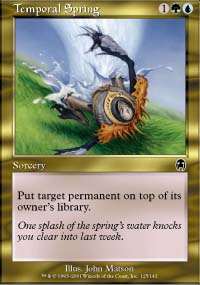 Temporal Spring 1
Sorcery
Put target permanent on top of its
owner's library.
One splash of the spring's water knocks
you clear into last week.
Illus. John Matson
™ & © 1993-2001 Wizards of the Coast, Inc. 125/143